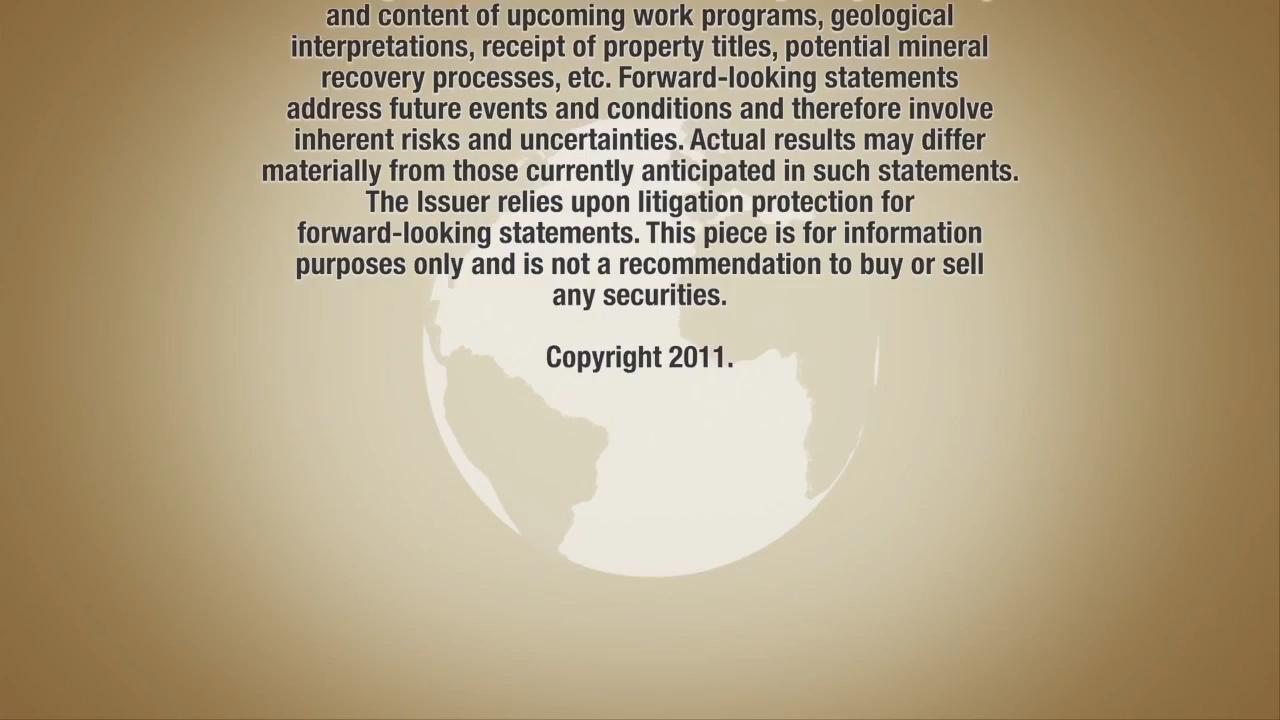 and content of upcoming work programs, geological
interpretations, receipt of property titles, potential mineral
recovery processes, etc. Forward-looking statements
address future events and conditions and therefore involve
inherent risks and uncertainties. Actual results may differ
materially from those currently anticipated in such statements.
The Issuer relies upon litigation protection for
forward-looking statements. This piece is for information
purposes only and is not a recommendation to buy or sell
any securities.
Copyright 2011.